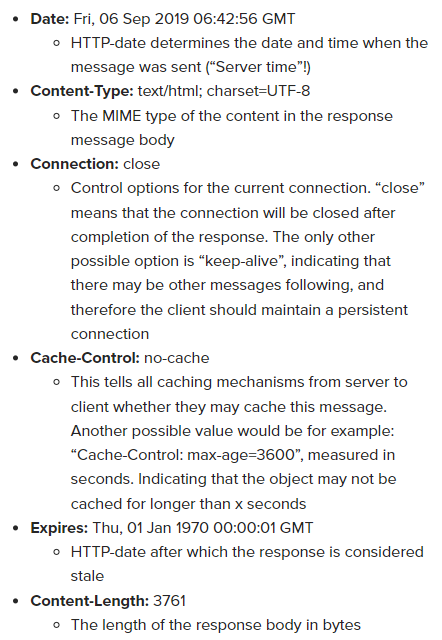 • Date: Fri, 06 Sep 2019 06:42:56 GMT
◦ HTTP-date determines the date and time when the
message was sent (“Server time”!)
• Content-Type: text/html; charset=UTF-8
◦ The MIME type of the content in the response
message body
• Connection: close
◦ Control options for the current connection. “close”
means that the connection will be closed after
completion of the response. The only other
possible option is “keep-alive”, indicating that
there may be other messages following, and
therefore the client should maintain a persistent
connection
• Cache-Control: no-cache
◦ This tells all caching mechanisms from server to
client whether they may cache this message.
Another possible value would be for example:
“Cache-Control: max-age=3600”, measured in
seconds. Indicating that the object may not be
cached for longer than x seconds
• Expires: Thu, 01 Jan 1970 00:00:01 GMT
◦ HTTP-date after which the response is considered
stale
• Content-Length: 3761
◦ The length of the response body in bytes